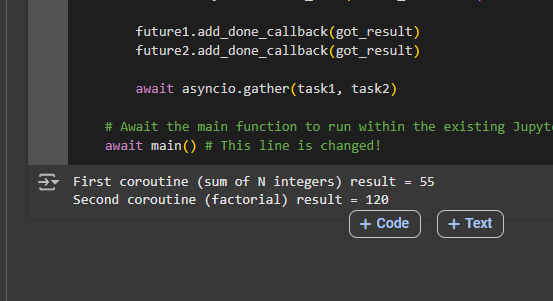 future1.add_done_callback(got_result)
future2.add_done_callback(got_result)
await asyncio.gather(task1, task2)
# Await the main function to run within the existing
await main() # This line is changed!
First coroutine (sum of N integers) result = 55
Second coroutine (factorial) result = 120
+ Code
+ Text